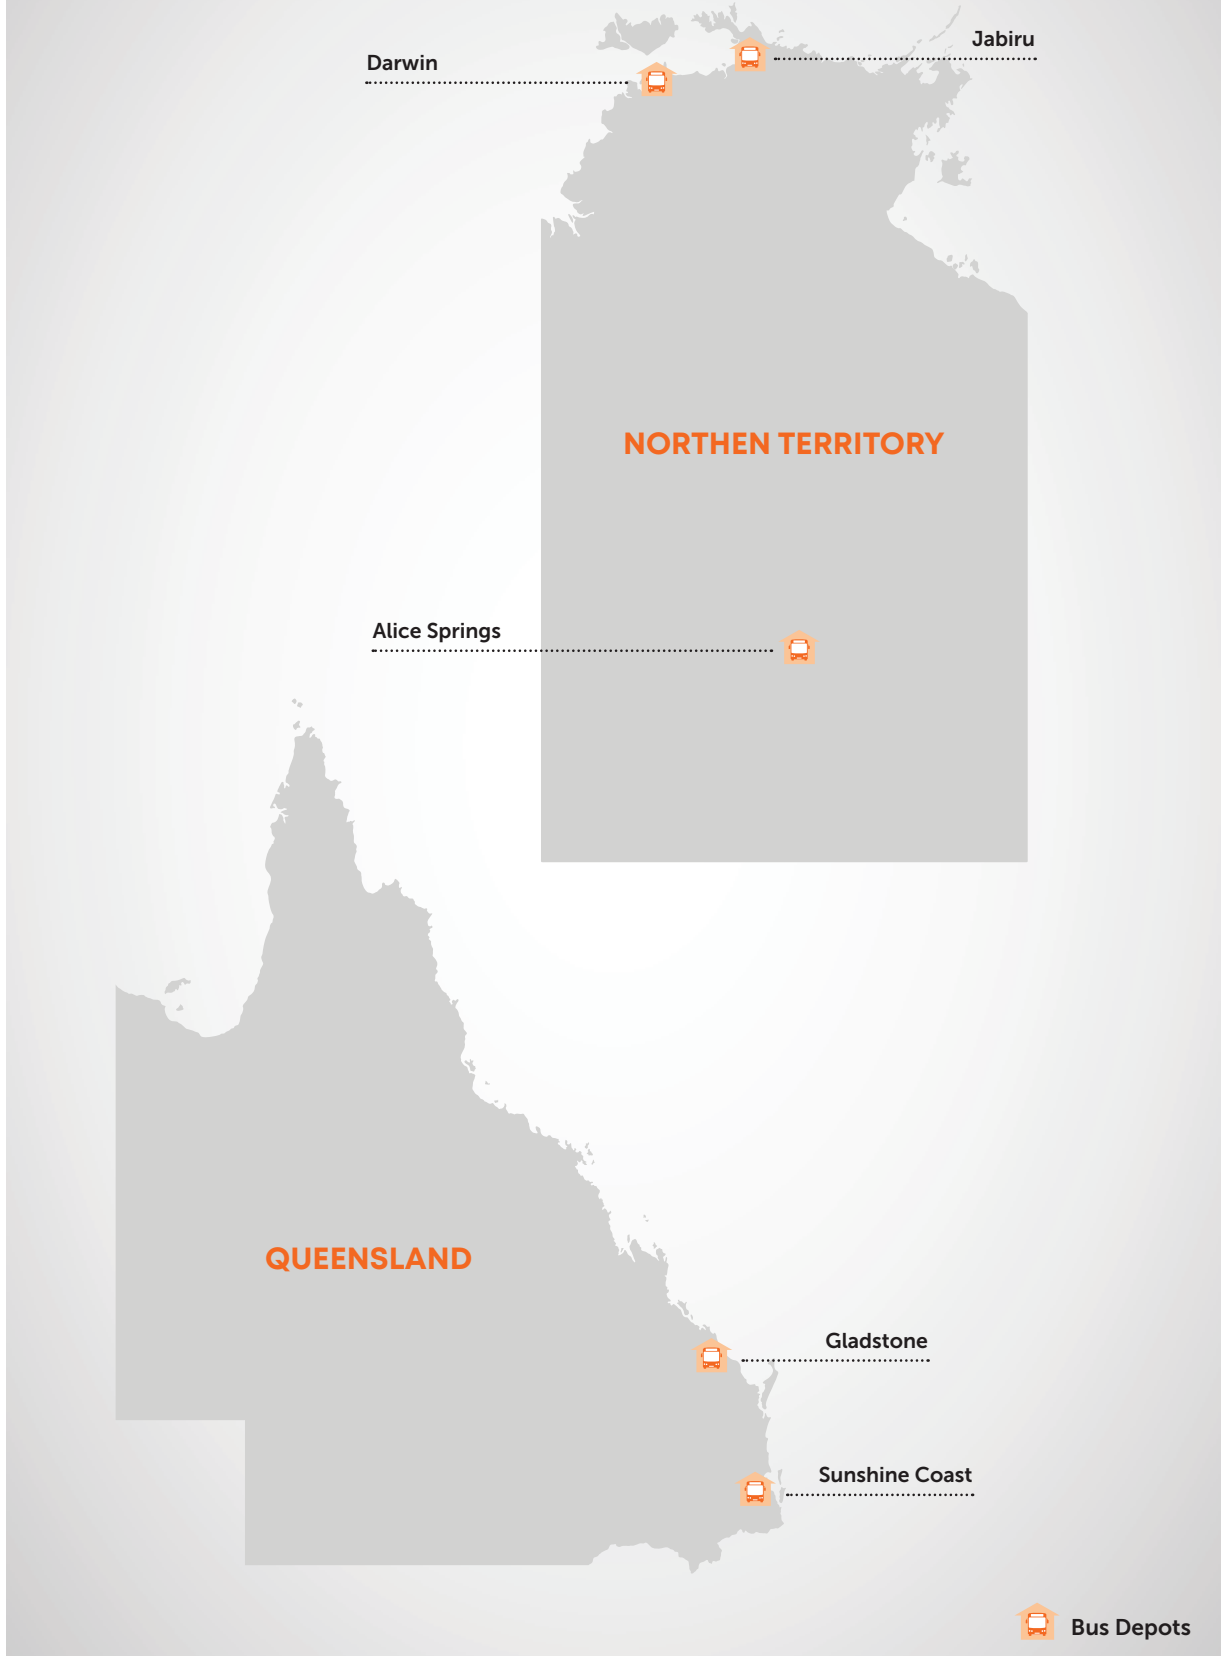 Jabiru
Darwin
NORTHEN TERRITORY
Alice Springs
QUEENSLAND
Gladstone
Sunshine Coast
Bus Depots